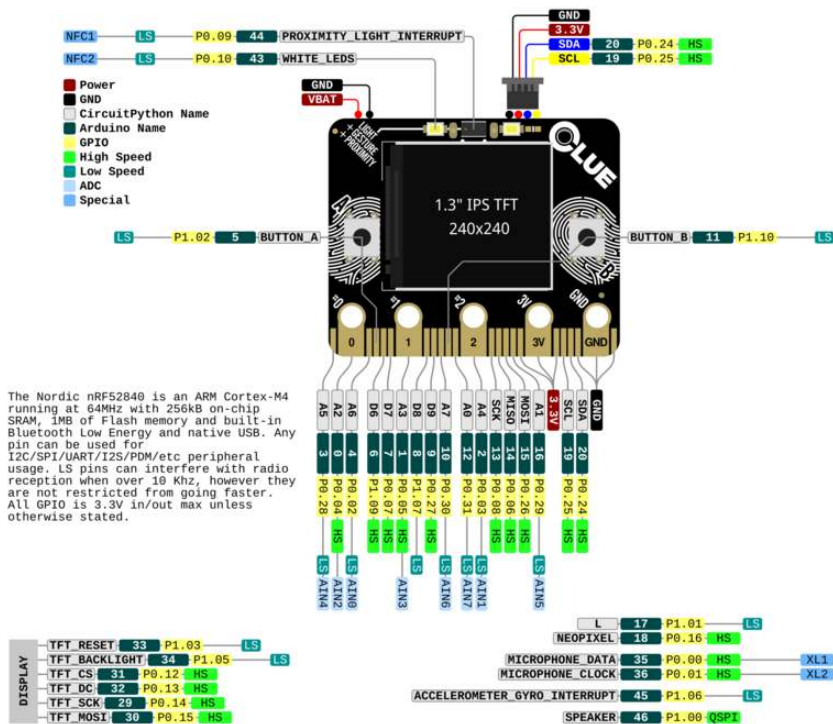 GND
3.3V
NFC1 LS P0.09 44 PROXIMITY_LIGHT_INTERRUPT
SDA 20 P0.24 HS
NFC2 LS P0.10 43 WHITE_LEDS
SCL 19 P0.25 HS
Power
GND
CircuitPython Name
Arduino Name
GPIO
High Speed
Low Speed
ADC
Special
GND
VBAT
+ LIGHT
+ GESTURE
+ PROXIMITY
CLUE
1.3" IPS TFT
240x240
A
B
LS P1.02 5 BUTTON_A
BUTTON_B 11 P1.10 LS
#0 #1 #2 3V GND
0 1 2 3V GND
A5 3 P0.28 LS AIN4
A2 0 P0.04 HS AIN2
A6 4 P0.02 LS AIN0
D6 6 P1.09 HS
D7 7 P0.07 HS
A3 1 P0.05 HS AIN3
D8 8 P1.07 LS
D9 9 P0.27 HS
A7 10 P0.30 LS AIN6
A0 12 P0.31 LS AIN7
A4 2 P0.03 LS AIN1
SCK 13 P0.08 HS
MISO 14 P0.06 HS
MOSI 15 P0.26 HS
A1 16 P0.29 LS AIN5
3.3V
SCL 19 P0.25 HS
SDA 20 P0.24 HS
GND
The Nordic nRF52840 is an ARM Cortex-M4
running at 64MHz with 256kB on-chip
SRAM, 1MB of Flash memory and built-in
Bluetooth Low Energy and native USB. Any
pin can be used for
I2C/SPI/UART/I2S/PDM/etc peripheral
usage. LS pins can interfere with radio
reception when over 10 Khz, however they
are not restricted from going faster.
All GPIO is 3.3V in/out max unless
otherwise stated.
DISPLAY
TFT_RESET 33 P1.03 LS
TFT_BACKLIGHT 34 P1.05 LS
TFT_CS 31 P0.12 HS
TFT_DC 32 P0.13 HS
TFT_SCK 29 P0.14 HS
TFT_MOSI 30 P0.15 HS
L 17 P1.01 LS
NEOPIXEL 18 P0.16 HS
MICROPHONE_DATA 35 P0.00 HS XL1
MICROPHONE_CLOCK 36 P0.01 HS XL2
ACCELEROMETER_GYRO_INTERRUPT 45 P1.06 LS
SPEAKER 46 P1.00 QSPI